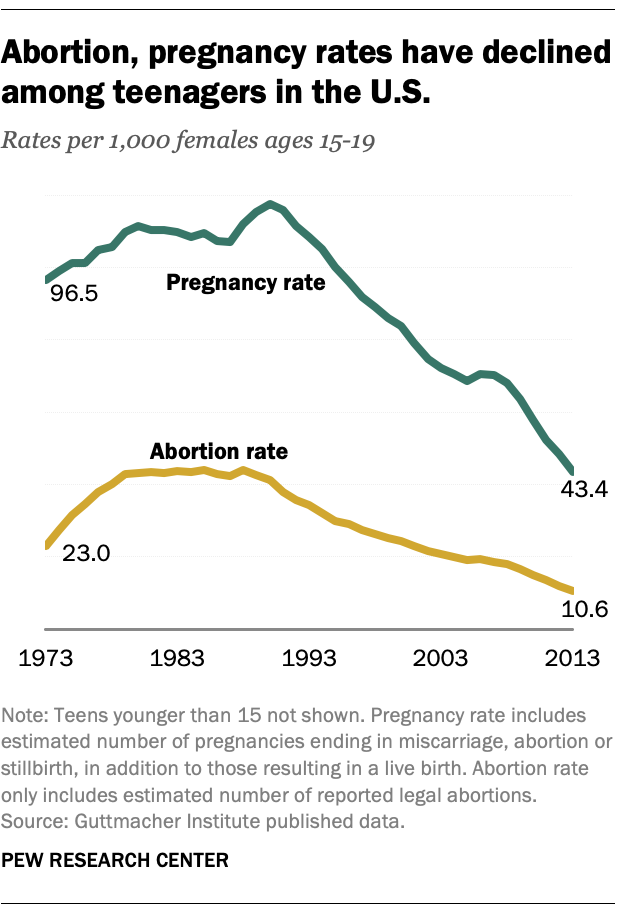 Abortion, pregnancy rates have declined
among teenagers in the U.S.
Rates per 1,000 females ages 15-19
Pregnancy rate
96.5
Abortion rate
43.4
23.0
10.6
1973 1983 1993 2003 2013
Note: Teens younger than 15 not shown. Pregnancy rate includes
estimated number of pregnancies ending in miscarriage, abortion or
stillbirth, in addition to those resulting in a live birth. Abortion rate
only includes estimated number of reported legal abortions.
Source: Guttmacher Institute published data.
PEW RESEARCH CENTER